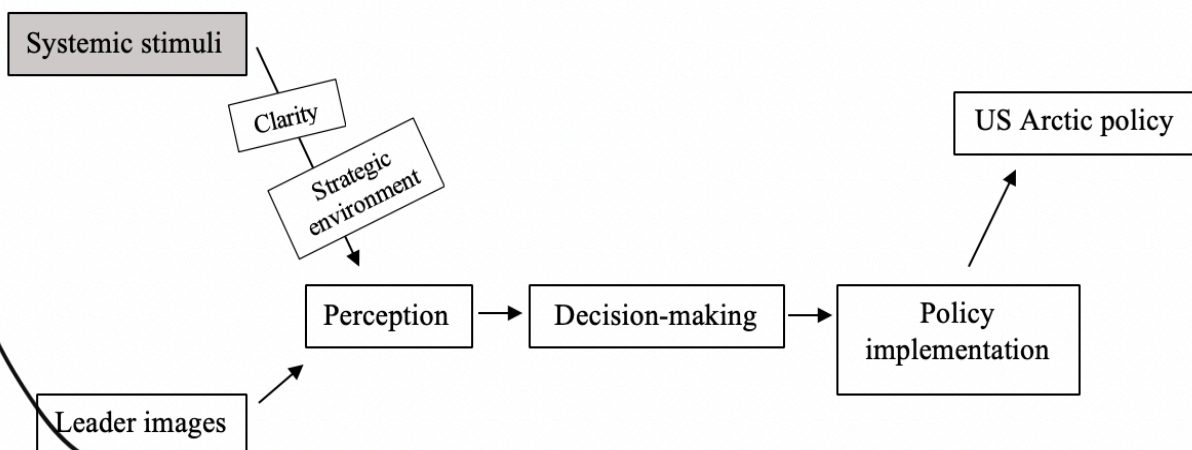 Systemic stimuli
Clarity
Strategic
environment
US Arctic policy
Perception
Decision-making
Policy
implementation
Leader images